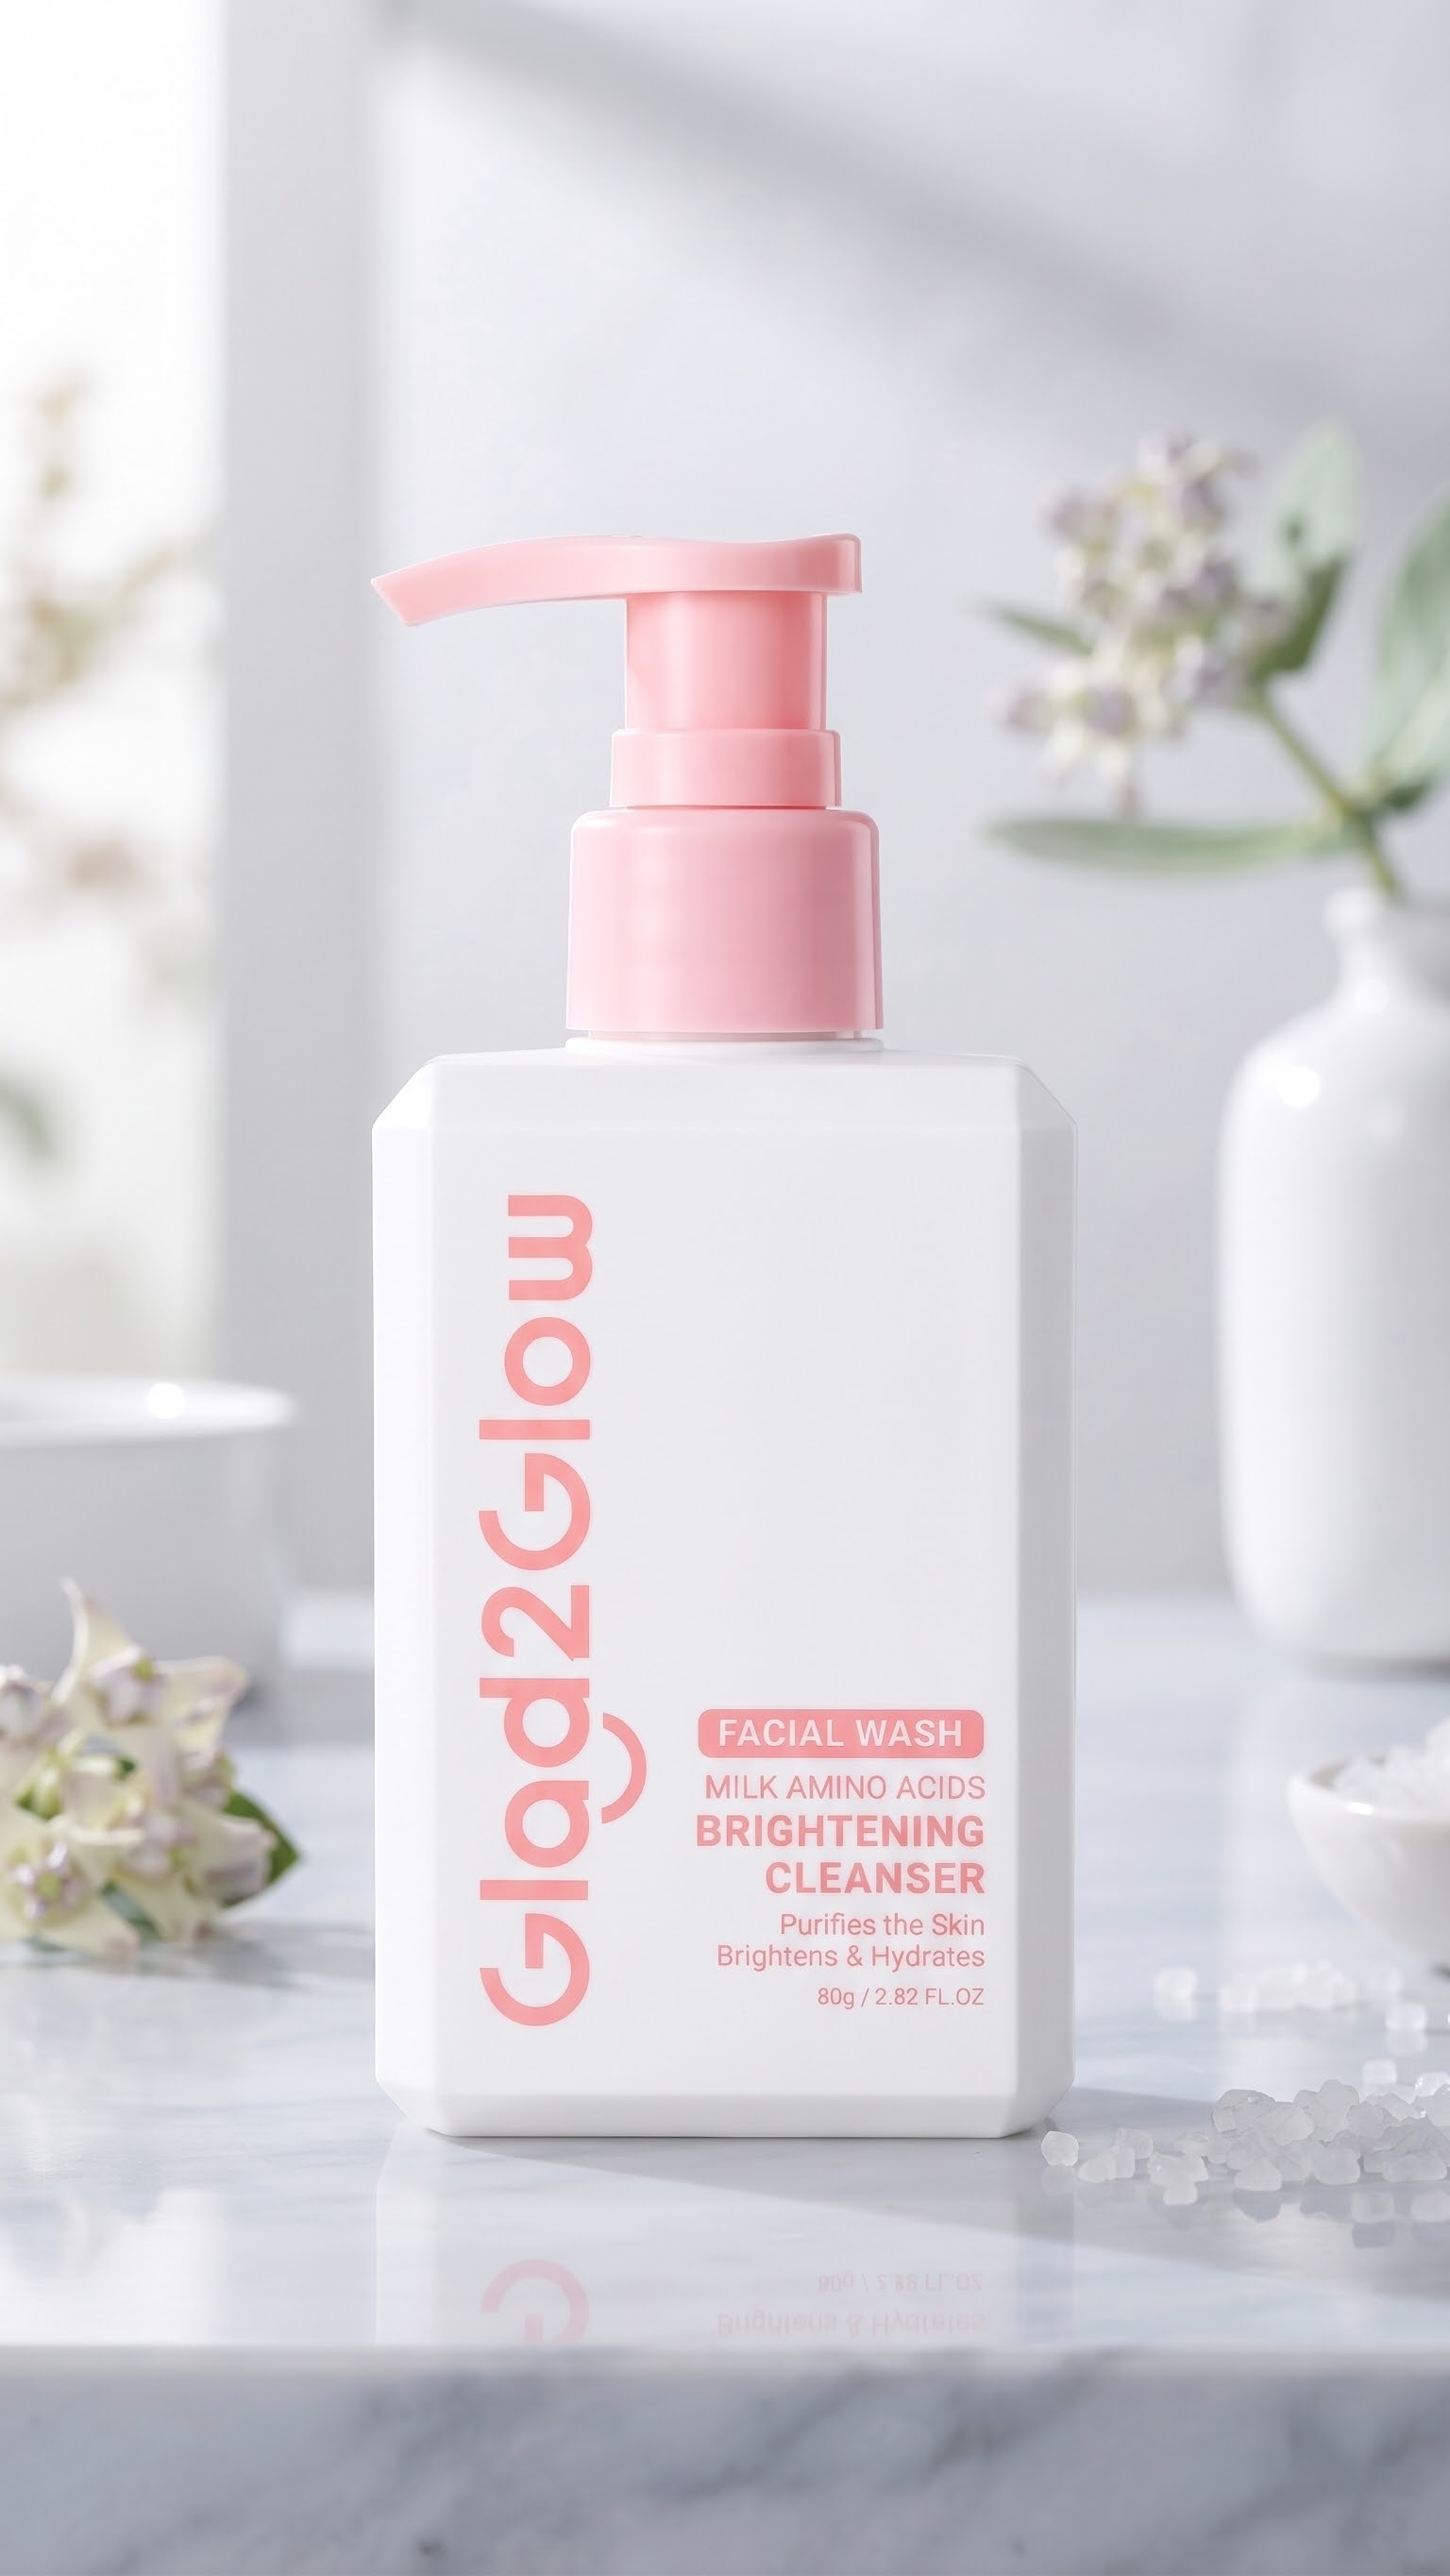 Glad2Glow
FACIAL WASH
MILK AMINO ACIDS
BRIGHTENING
CLEANSER
Purifies the Skin
Brightens & Hydrates
80g / 2.82 FL.OZ